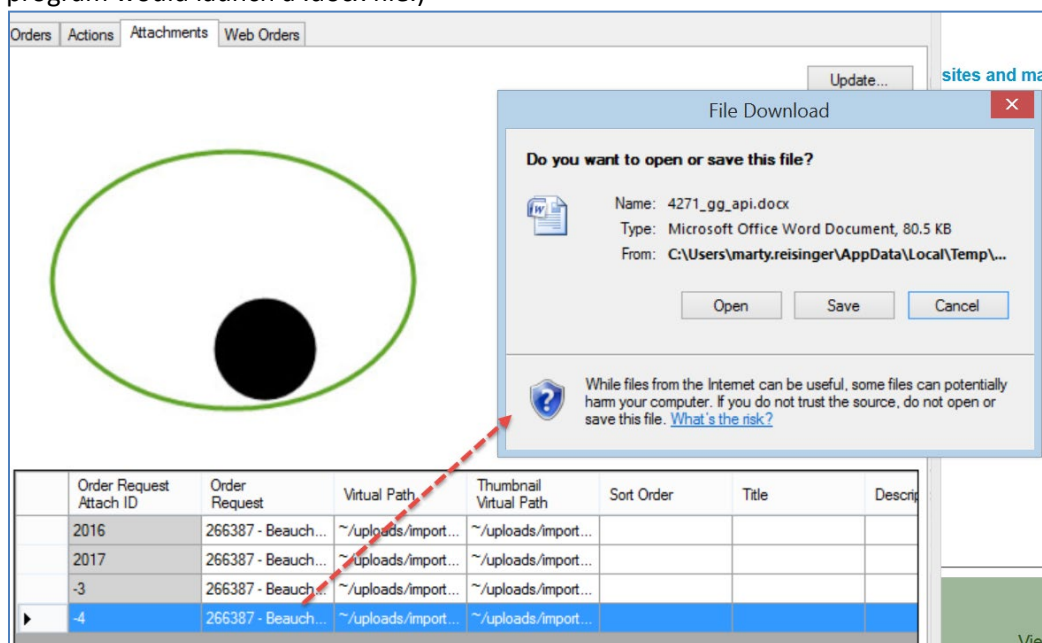 program would launch a .docx file.)
Orders Actions Attachments Web Orders
Update...
sites and ma
File Download
Do you want to open or save this file?
Name: 4271_gg_api.docx
Type: Microsoft Office Word Document, 80.5 KB
From: C:\Users\marty.reisinger\AppData\Local\Temp\...
Open Save Cancel
While files from the Internet can be useful, some files can potentially
harm your computer. If you do not trust the source, do not open or
save this file. What's the risk?
Order Request Attach ID Order Request Virtual Path Thumbnail Virtual Path Sort Order Title Descrip
2016 266387 - Beauch... ~/uploads/import... ~/uploads/import...
2017 266387 - Beauch... ~/uploads/import... ~/uploads/import...
-3 266387 - Beauch... ~/uploads/import... ~/uploads/import...
-4 266387 - Beauch... ~/uploads/import... ~/uploads/import...
Vie